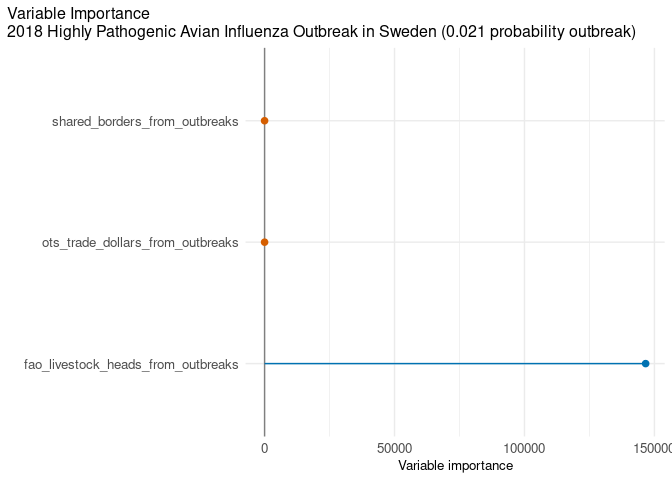 Variable Importance
2018 Highly Pathogenic Avian Influenza Outbreak in Sweden (0.021 probability outbreak)
shared_borders_from_outbreaks
ots_trade_dollars_from_outbreaks
fao_livestock_heads_from_outbreaks
0 50000 100000 150000
Variable importance